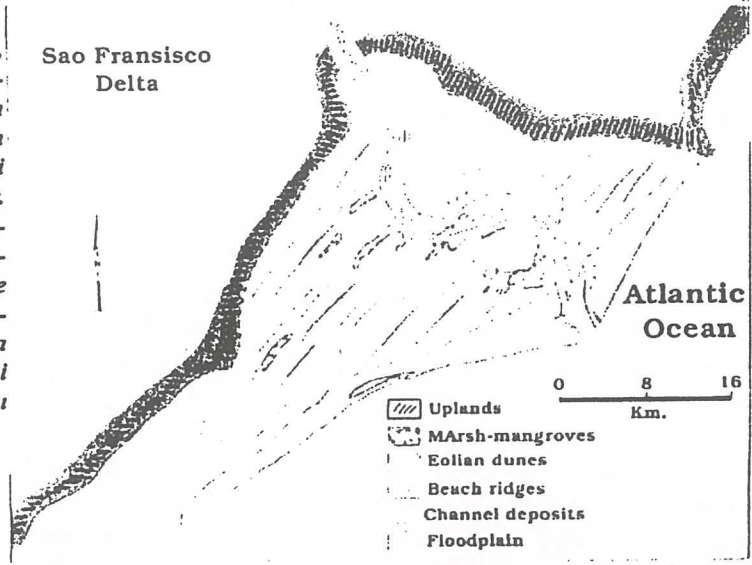 Sao Fransisco
Delta
Atlantic
Ocean
0 8 16
Km.
Uplands
MArsh-mangroves
Eolian dunes
Beach ridges
Channel deposits
Floodplain